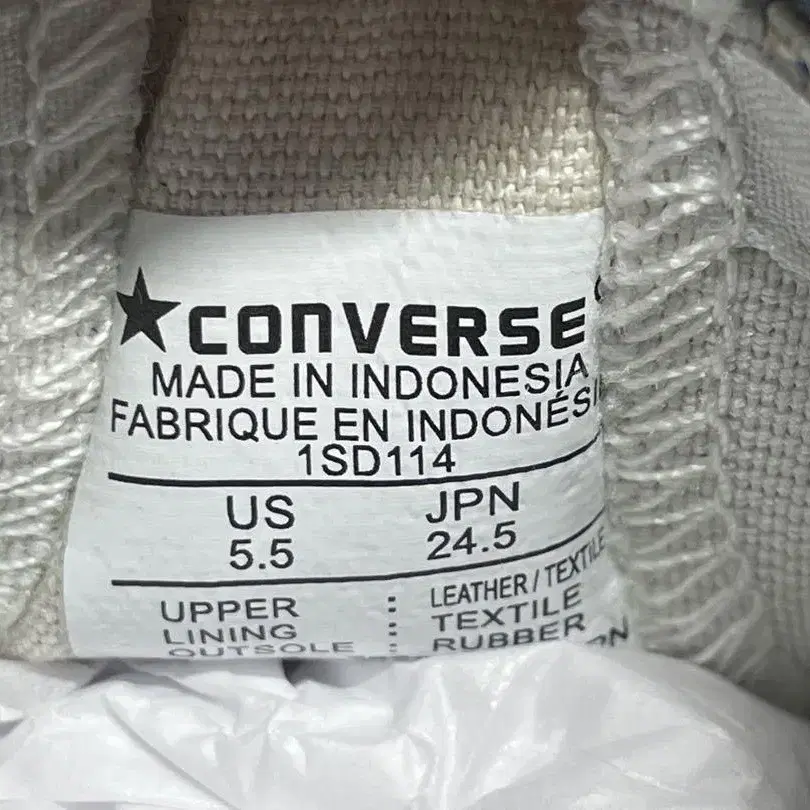 CONVERSE
MADE IN INDONESIA
FABRIQUE EN INDONÉSI
1SD114
US JPN
5.5 24.5
UPPER : LEATHER / TEXTILE
LINING : TEXTILE
OUTSOLE : RUBBER